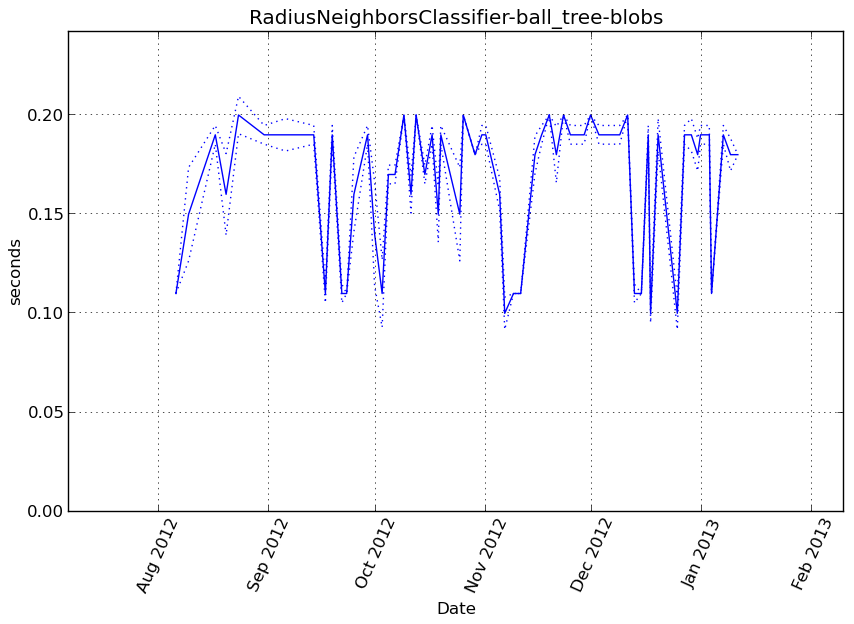 RadiusNeighborsClassifier-ball_tree-blobs
seconds
0.20
0.15
0.10
0.05
0.00
Aug 2012
Sep 2012
Oct 2012
Nov 2012
Dec 2012
Jan 2013
Feb 2013
Date